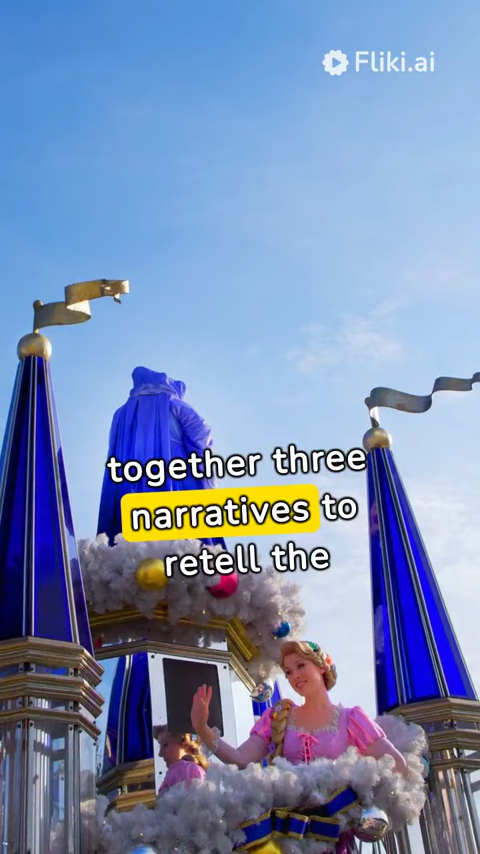 Fliki.ai
together three
narratives to
retell the